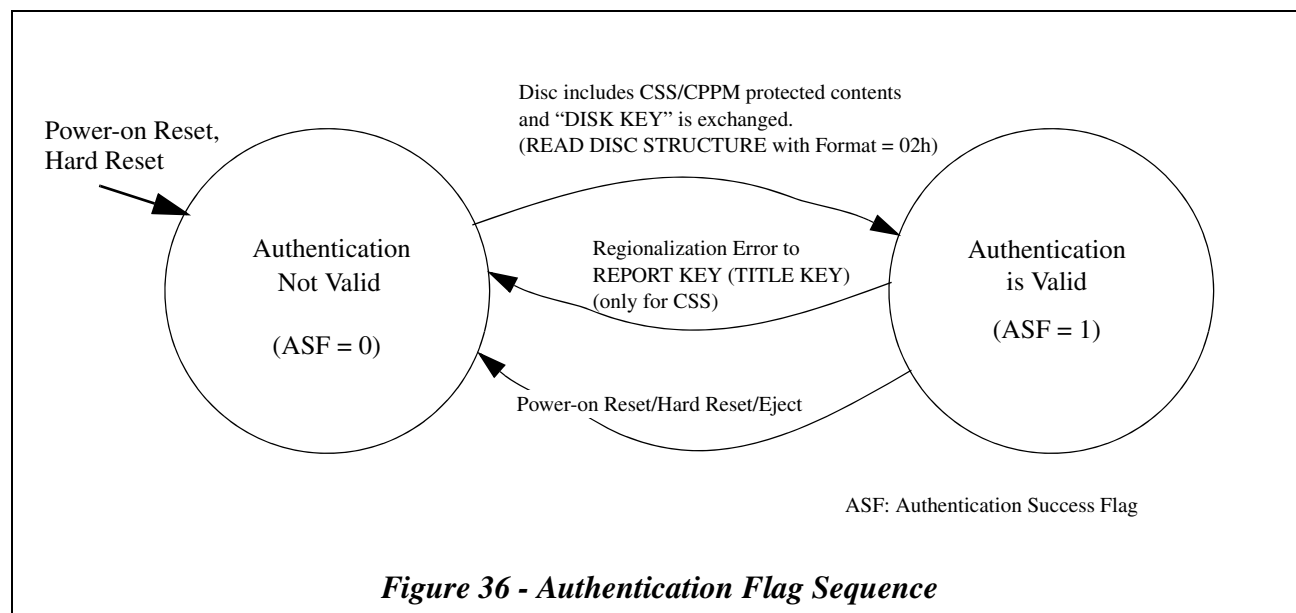 Disc includes CSS/CPPM protected contents
and “DISK KEY” is exchanged.
(READ DISC STRUCTURE with Format = 02h)
Power-on Reset,
Hard Reset
Authentication
Not Valid
(ASF = 0)
Regionalization Error to
REPORT KEY (TITLE KEY)
(only for CSS)
Authentication
is Valid
(ASF = 1)
Power-on Reset/Hard Reset/Eject
ASF: Authentication Success Flag
Figure 36 - Authentication Flag Sequence